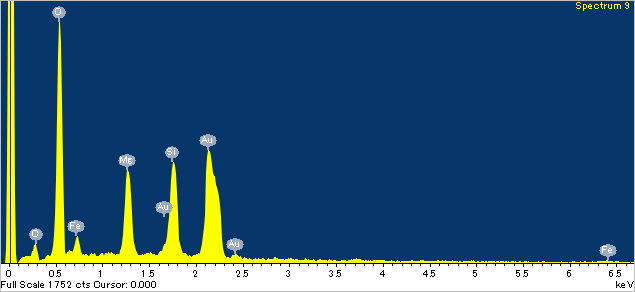 Spectrum 9
O
Au
Mg
Si
Au
C
Fe
Au
Fe
0 0.5 1 1.5 2 2.5 3 3.5 4 4.5 5 5.5 6 6.5
Full Scale 1752 cts Cursor: 0.000 keV